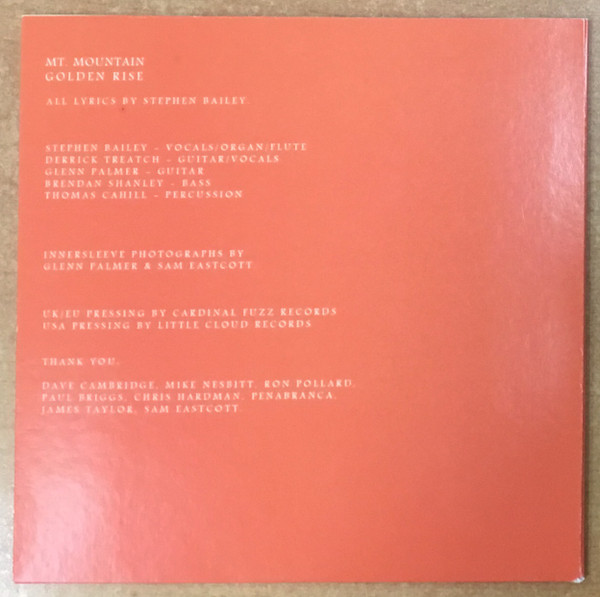 MT. MOUNTAIN
GOLDEN RISE
ALL LYRICS BY STEPHEN BAILEY.
STEPHEN BAILEY – VOCALS/ORGAN/FLUTE
DERRICK TREATCH – GUITAR/VOCALS
GLENN PALMER – GUITAR
BRENDAN SHANLEY – BASS
THOMAS CAHILL – PERCUSSION
INNERSLEEVE PHOTOGRAPHS BY
GLENN PALMER & SAM EASTCOTT.
UK/EU PRESSING BY CARDINAL FUZZ RECORDS
USA PRESSING BY LITTLE CLOUD RECORDS
THANK YOU,
DAVE CAMBRIDGE, MIKE NESBITT, RON POLLARD,
PAUL BRIGGS, CHRIS HARDMAN, PENABRANCA,
JAMES TAYLOR, SAM EASTCOTT.